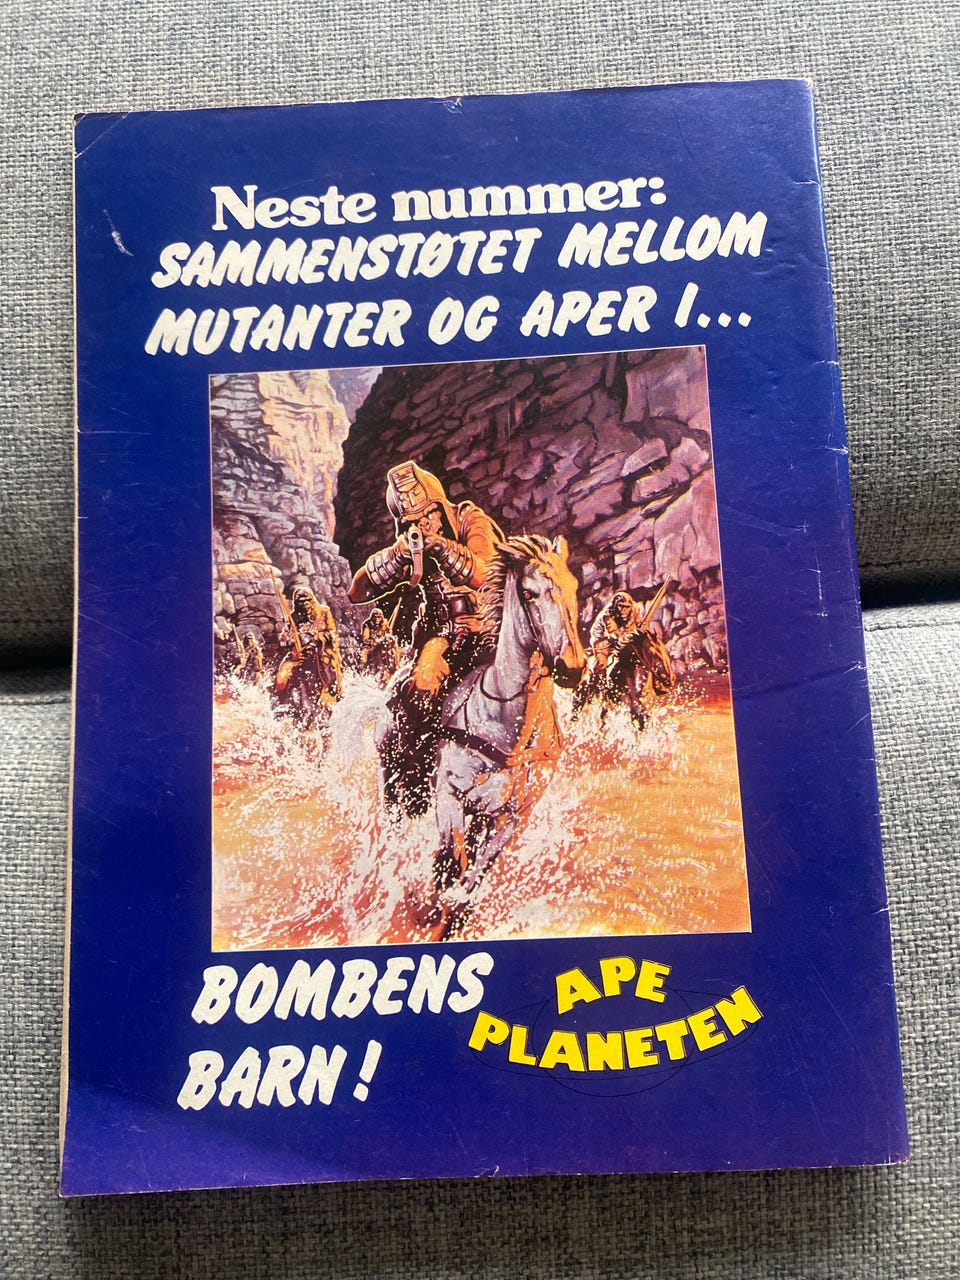 Neste nummer:
SAMMENSTØTET MELLOM
MUTANTER OG APER I...
BOMBENS
BARN!
APE
PLANETEN